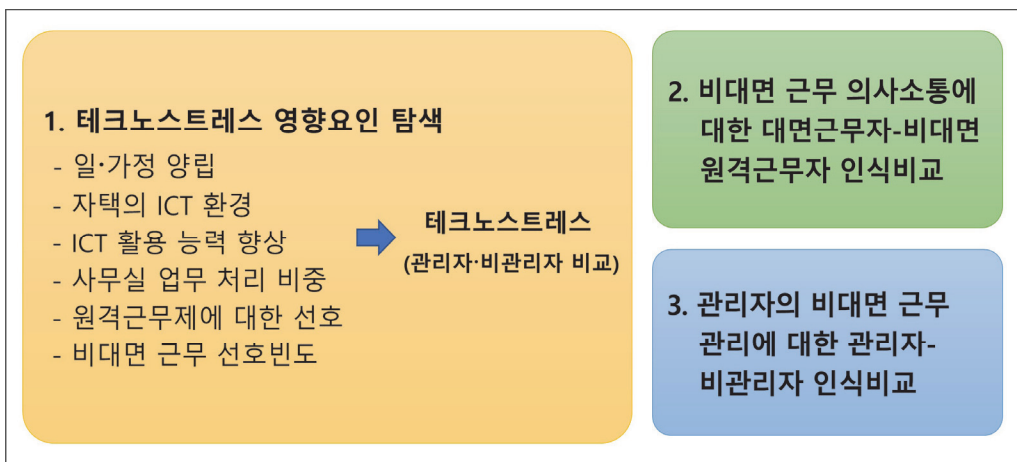 1. 테크노스트레스 영향요인 탐색
- 일·가정 양립
- 자택의 ICT 환경
- ICT 활용 능력 향상
- 사무실 업무 처리 비중
- 원격근무제에 대한 선호
- 비대면 근무 선호빈도
테크노스트레스
(관리자·비관리자 비교)
2. 비대면 근무 의사소통에
대한 대면근무자-비대면
원격근무자 인식비교
3. 관리자의 비대면 근무
관리에 대한 관리자-
비관리자 인식비교